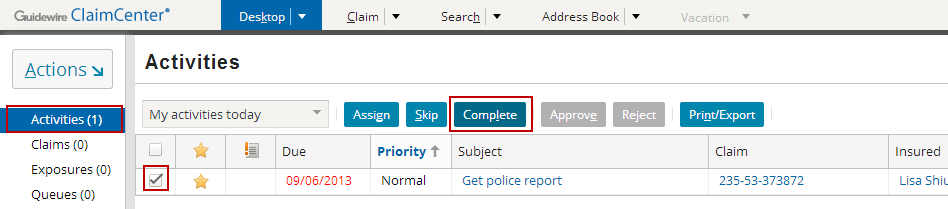 Guidewire ClaimCenter® Desktop Claim Search Address Book Vacation
Actions
Activities
Activities (1)
My activities today Assign Skip Complete Approve Reject Print/Export
Claims (0)
Due Priority ↑ Subject Claim Insured
Exposures (0)
09/06/2013 Normal Get police report 235-53-373872 Lisa Shiu
Queues (0)